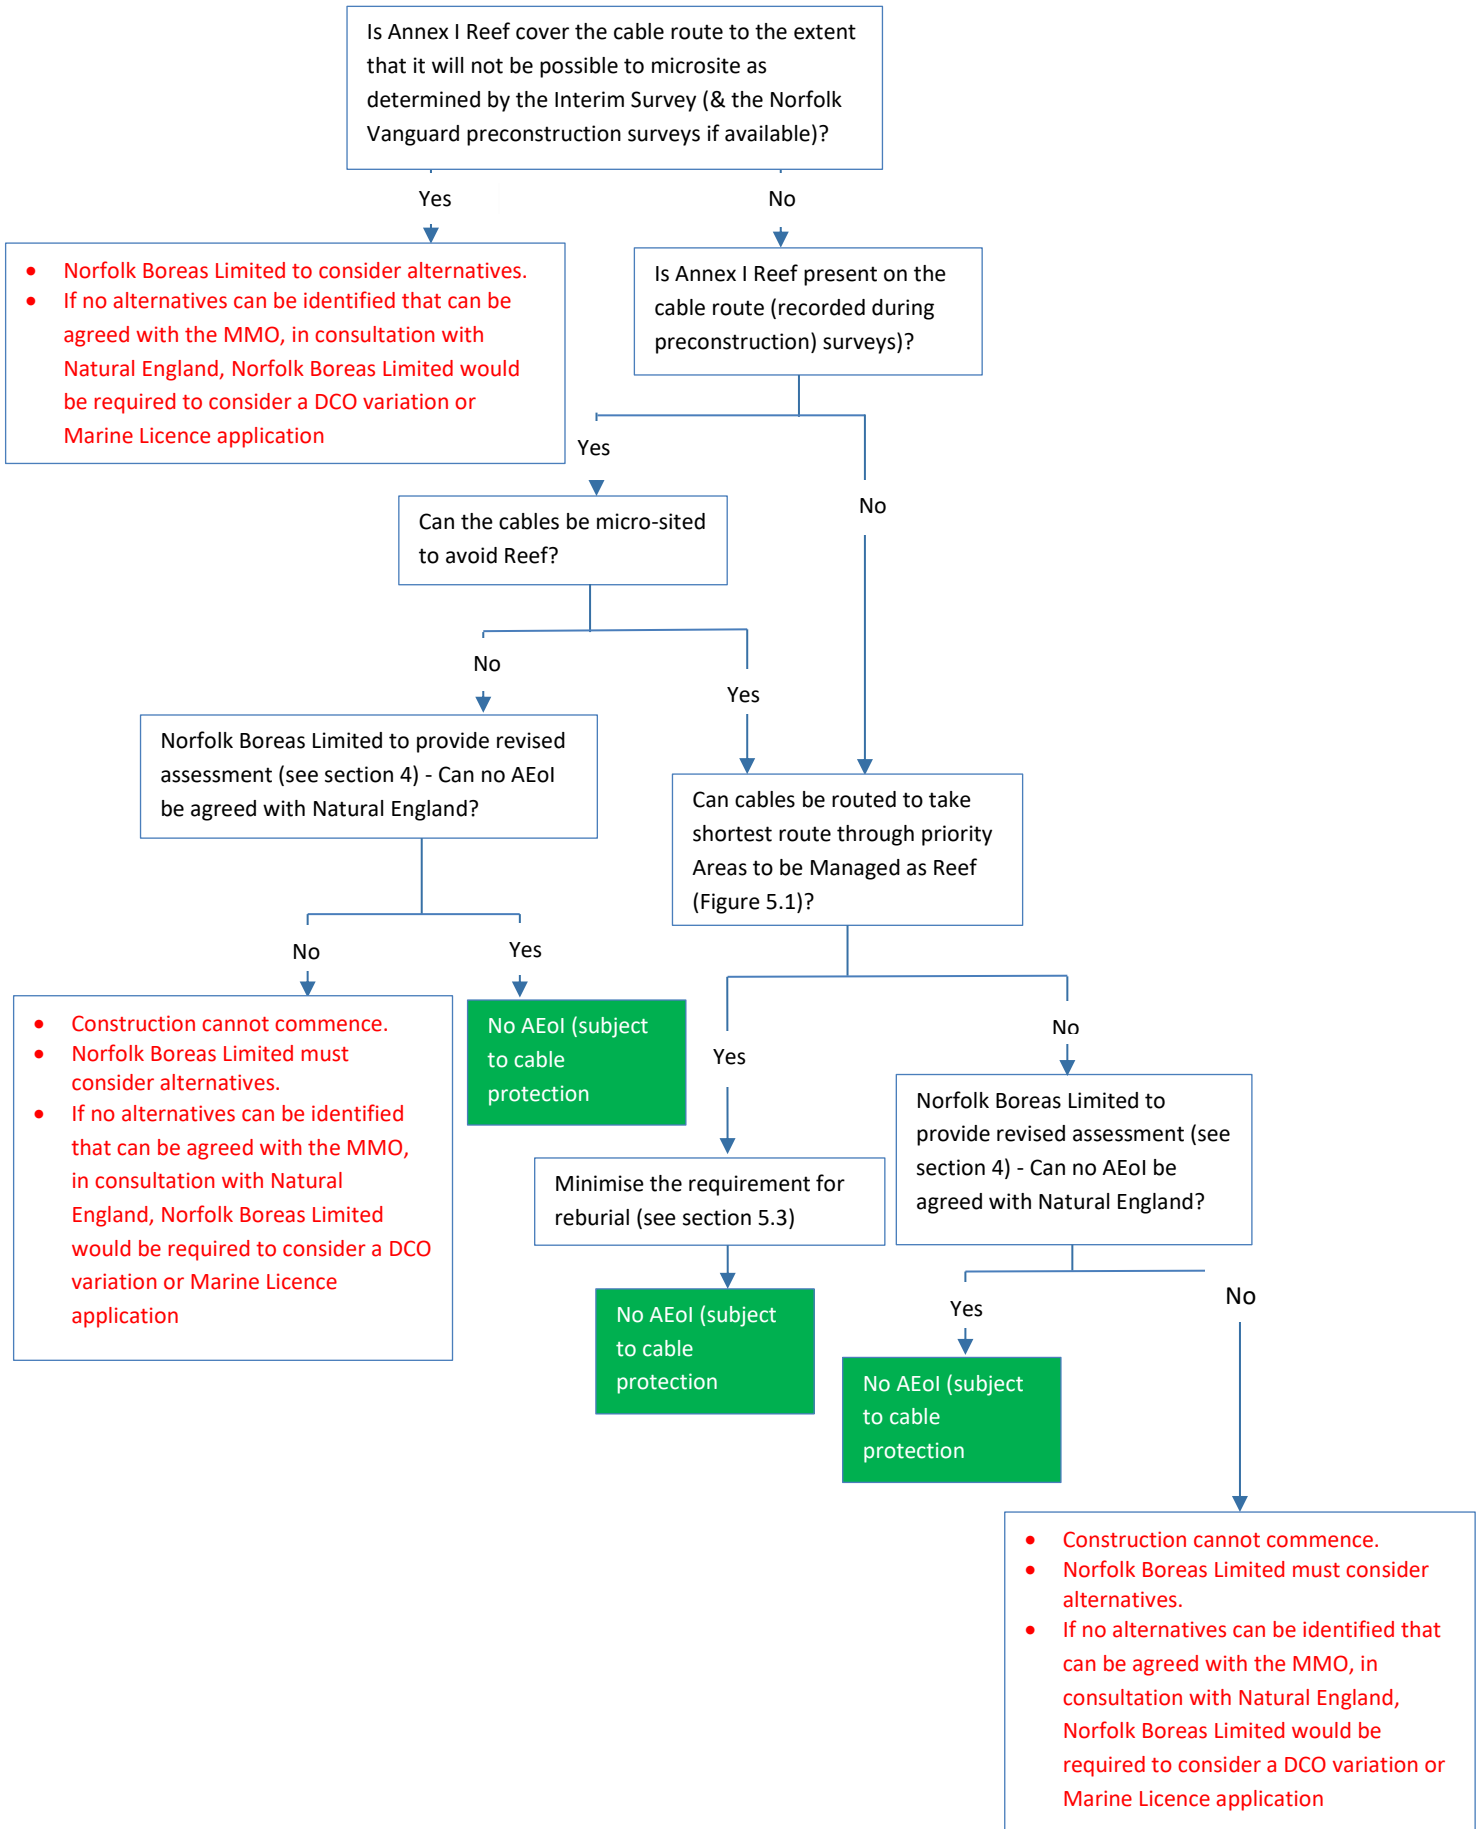 Is Annex I Reef cover the cable route to the extent
that it will not be possible to microsite as
determined by the Interim Survey (& the Norfolk
Vanguard preconstruction surveys if available)?
Yes
No
• Norfolk Boreas Limited to consider alternatives.
• If no alternatives can be identified that can be
agreed with the MMO, in consultation with
Natural England, Norfolk Boreas Limited would
be required to consider a DCO variation or
Marine Licence application
Is Annex I Reef present on the
cable route (recorded during
preconstruction) surveys)?
Yes
No
Can the cables be micro-sited
to avoid Reef?
No
Yes
Norfolk Boreas Limited to provide revised
assessment (see section 4) - Can no AEoI
be agreed with Natural England?
Can cables be routed to take
shortest route through priority
Areas to be Managed as Reef
(Figure 5.1)?
No
Yes
• Construction cannot commence.
• Norfolk Boreas Limited must
consider alternatives.
• If no alternatives can be identified
that can be agreed with the MMO,
in consultation with Natural
England, Norfolk Boreas Limited
would be required to consider a DCO
variation or Marine Licence
application
No AEoI (subject
to cable
protection
Yes
No
Minimise the requirement for
reburial (see section 5.3)
Norfolk Boreas Limited to
provide revised assessment (see
section 4) - Can no AEoI be
agreed with Natural England?
No AEoI (subject
to cable
protection
Yes
No
No AEoI (subject
to cable
protection
• Construction cannot commence.
• Norfolk Boreas Limited must consider
alternatives.
• If no alternatives can be identified that
can be agreed with the MMO, in
consultation with Natural England,
Norfolk Boreas Limited would be
required to consider a DCO variation or
Marine Licence application